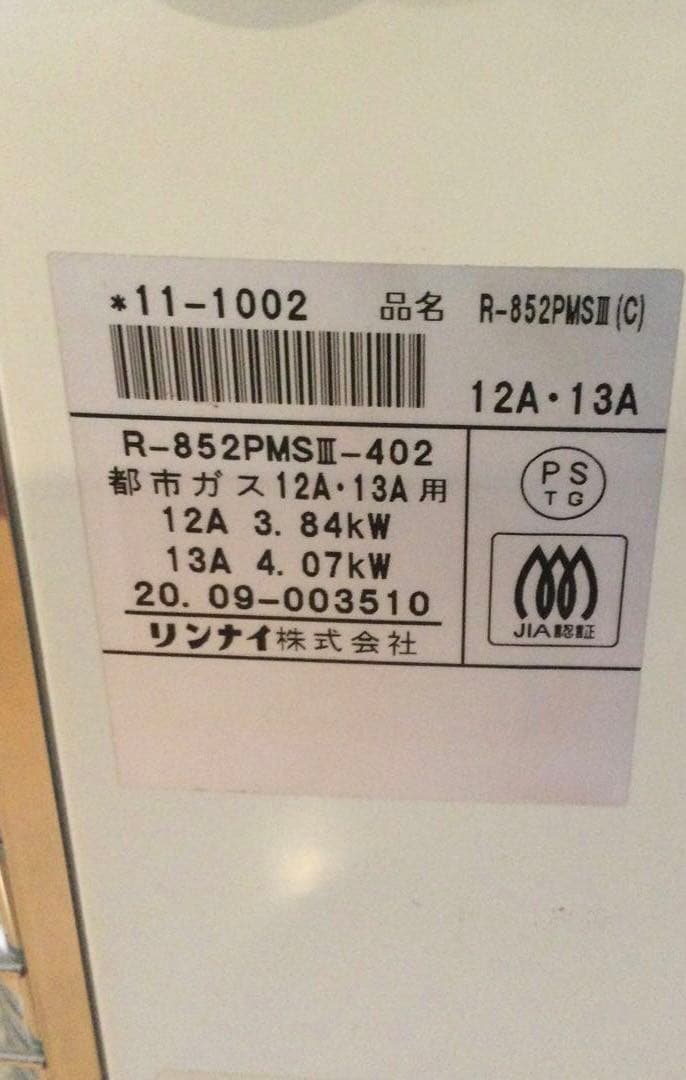 *11-1002 品名 R-852PMSⅢ(C)
12A・13A
R-852PMSⅢ-402
都市ガス12A・13A用
12A 3.84kW
13A 4.07kW
20.09-003510
リンナイ株式会社
PS
TG
JIA認証